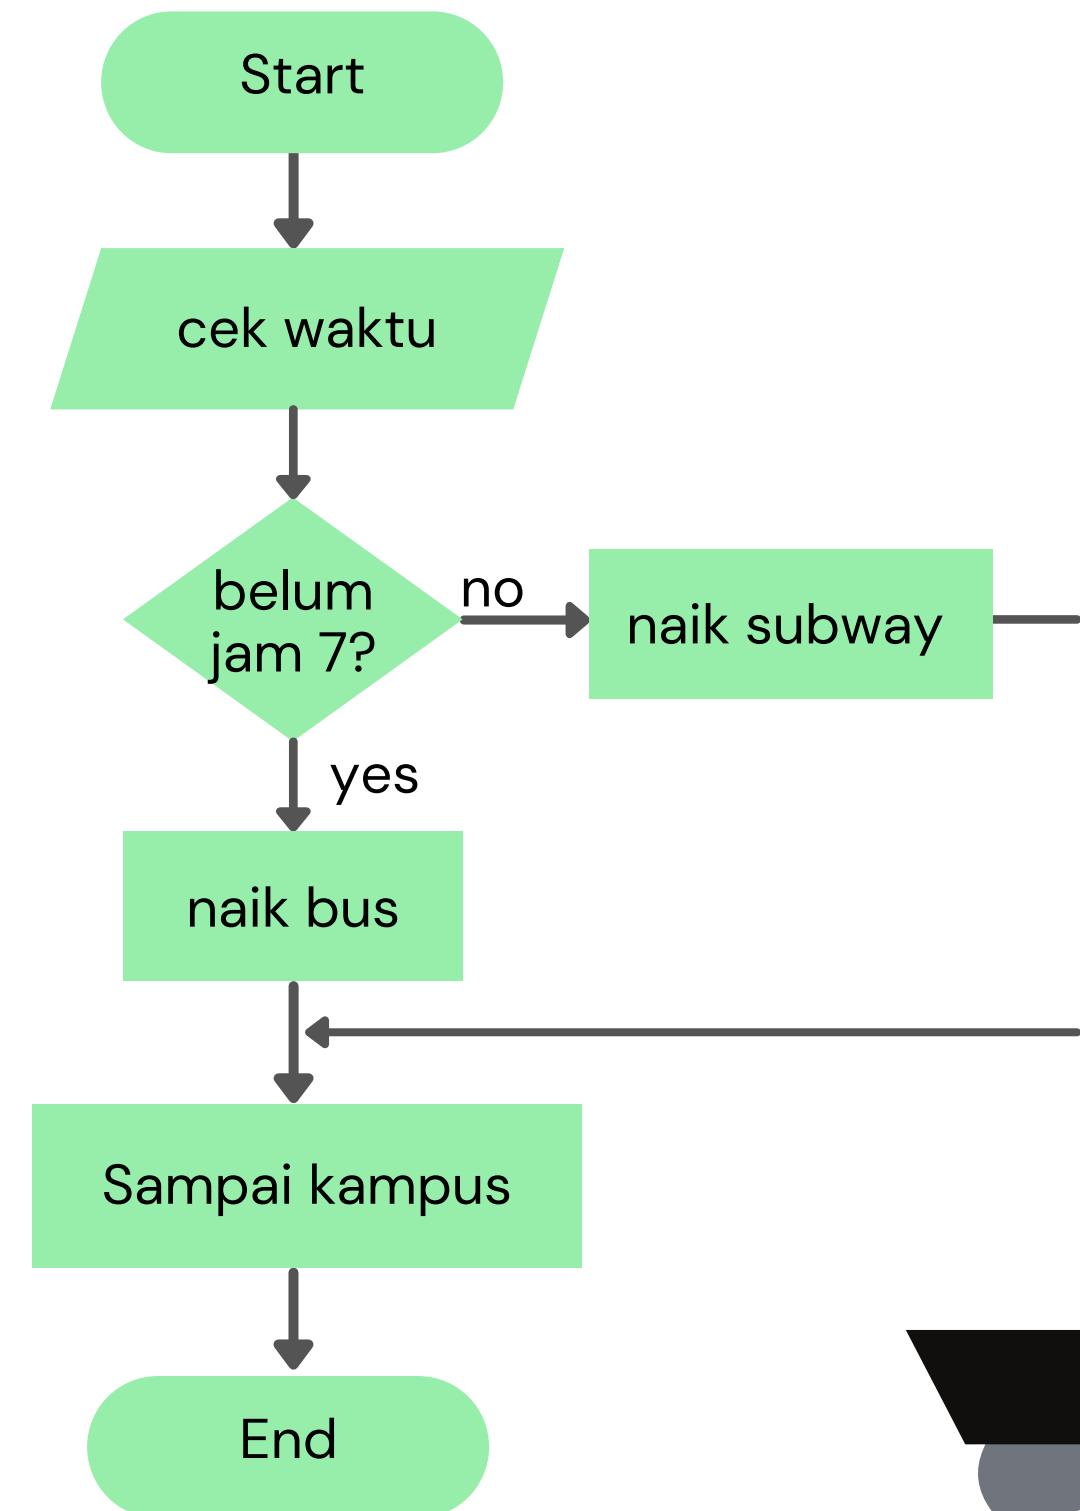 Start
cek waktu
belum
jam 7?
no
naik subway
yes
naik bus
Sampai kampus
End